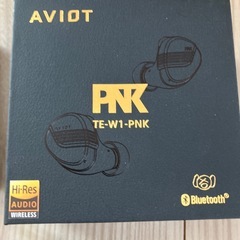 AVIOT
PNK
TE-W1-PNK
Hi-Res
AUDIO
WIRELESS
Bluetooth®